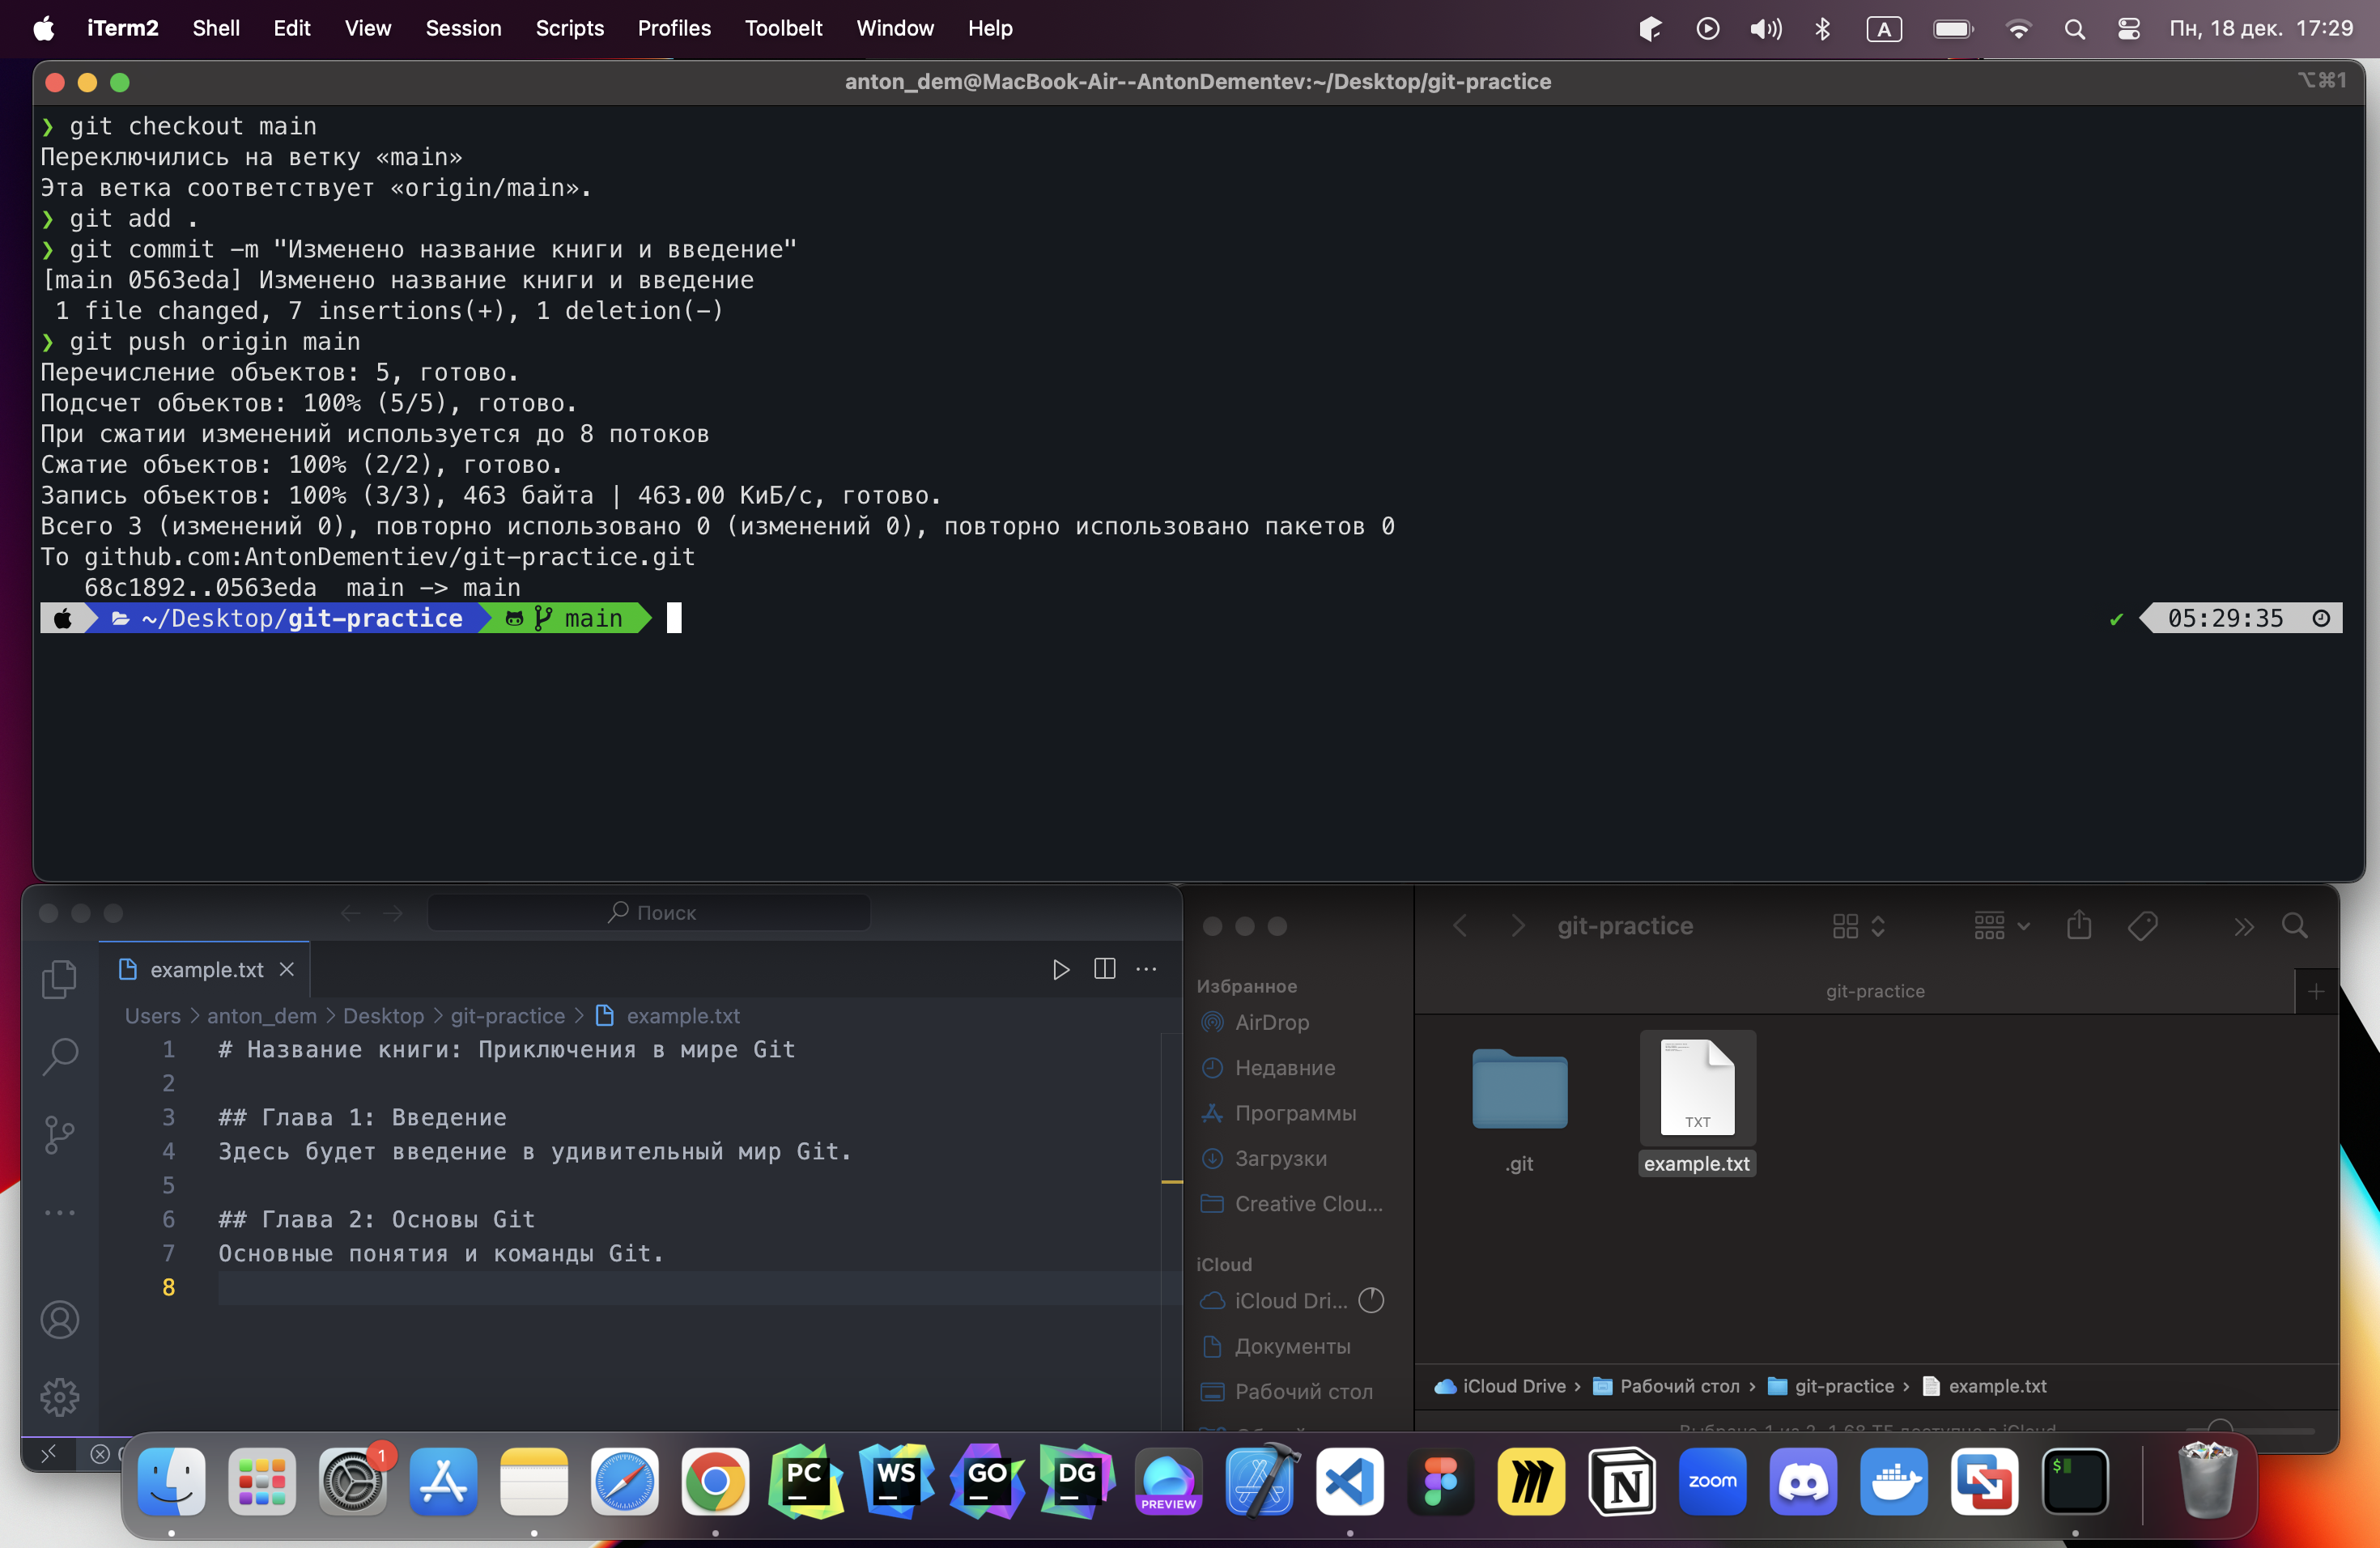 iTerm2 Shell Edit View Session Scripts Profiles Toolbelt Window Help A Пн, 18 дек. 17:29
anton_dem@MacBook-Air--AntonDementev:~/Desktop/git-practice ⌥⌘1
❯ git checkout main
Переключились на ветку «main»
Эта ветка соответствует «origin/main».
❯ git add .
❯ git commit -m "Изменено название книги и введение"
[main 0563eda] Изменено название книги и введение
1 file changed, 7 insertions(+), 1 deletion(-)
❯ git push origin main
Перечисление объектов: 5, готово.
Подсчет объектов: 100% (5/5), готово.
При сжатии изменений используется до 8 потоков
Сжатие объектов: 100% (2/2), готово.
Запись объектов: 100% (3/3), 463 байта | 463.00 КиБ/с, готово.
Всего 3 (изменений 0), повторно использовано 0 (изменений 0), повторно использовано пакетов 0
To github.com:AntonDementiev/git-practice.git
68c1892..0563eda main -> main
~/Desktop/git-practice main ✔ 05:29:35
Поиск
example.txt
Users > anton_dem > Desktop > git-practice > example.txt
1 # Название книги: Приключения в мире Git
2
3 ## Глава 1: Введение
4 Здесь будет введение в удивительный мир Git.
5
6 ## Глава 2: Основы Git
7 Основные понятия и команды Git.
8
git-practice
git-practice
Избранное
AirDrop
Недавние
Программы
Загрузки
Creative Clou...
iCloud
iCloud Dri...
Документы
Рабочий стол
TXT
.git
example.txt
iCloud Drive › Рабочий стол › git-practice › example.txt
1
PC
WS
GO
DG
PREVIEW
zoom
$